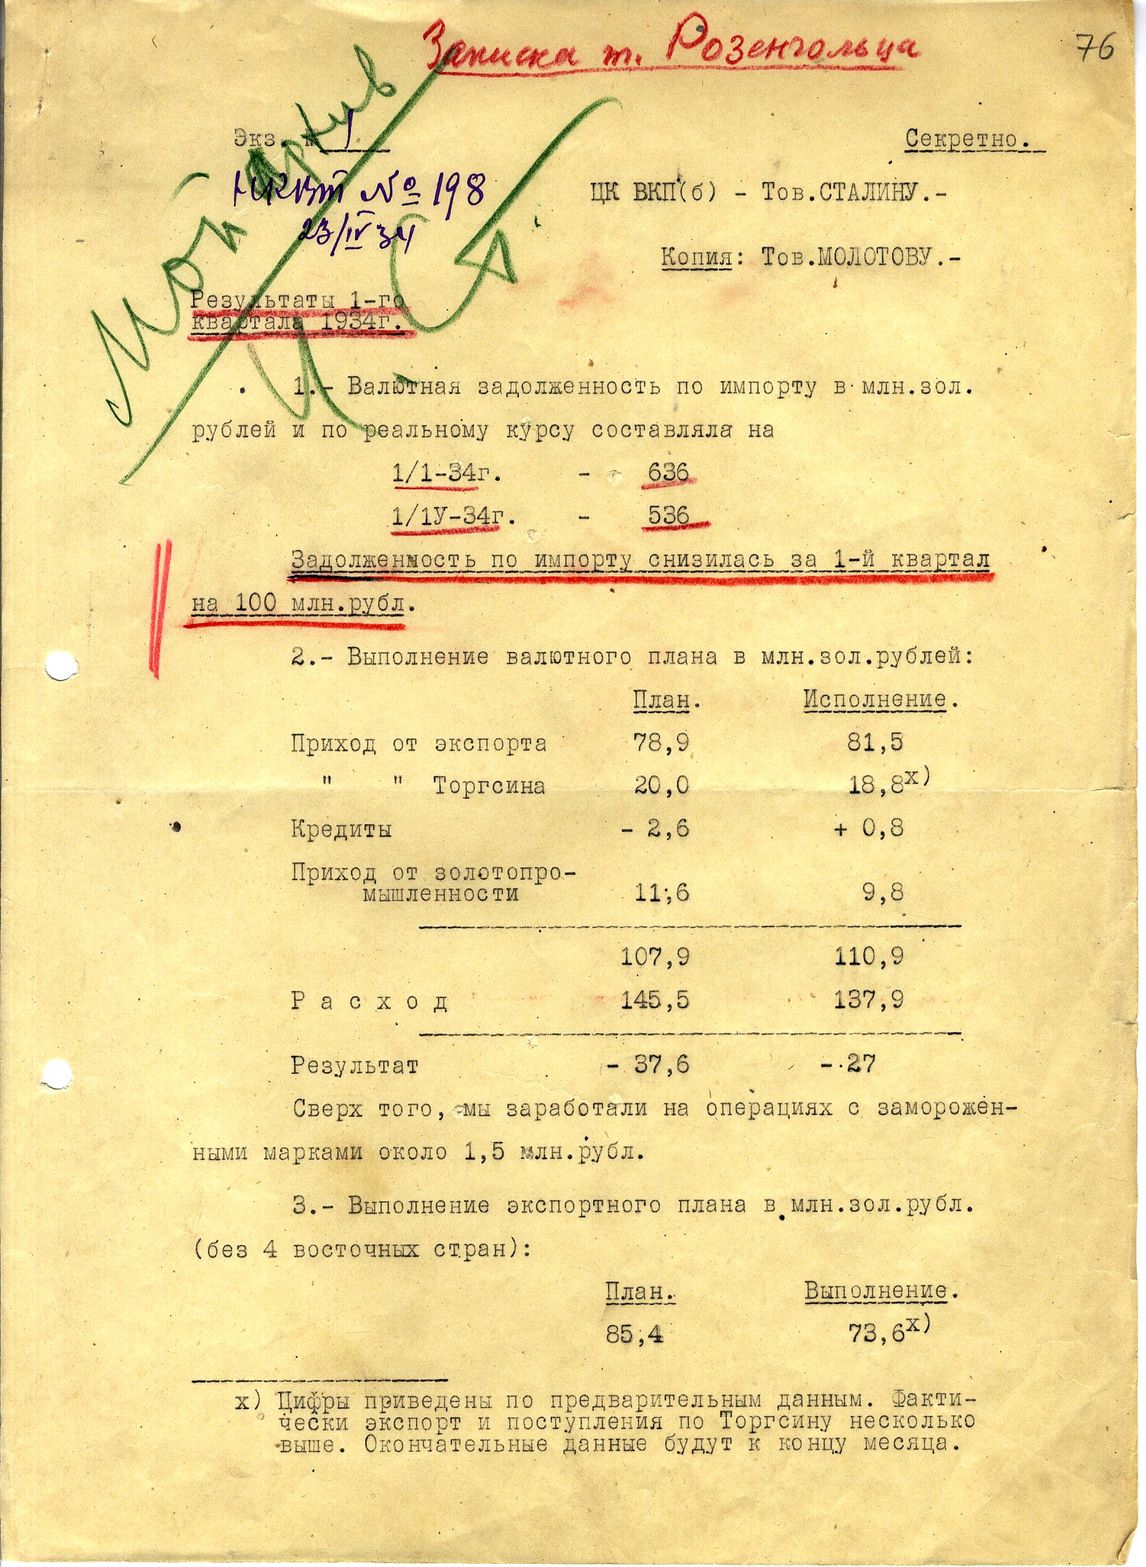 Записка т. Розенгольца
76
Мой архив
И. Ст.
Экз. № 1
Секретно.
НКВТ № 198
23/IV 34
ЦК ВКП(б) - Тов.СТАЛИНУ.-
Копия: Тов.МОЛОТОВУ.-
Результаты 1-го
квартала 1934г.
1.- Валютная задолженность по импорту в млн.зол.
рублей и по реальному курсу составляла на
1/1-34г. - 636
1/1У-34г. - 536
Задолженность по импорту снизилась за 1-й квартал
на 100 млн.рубл.
2.- Выполнение валютного плана в млн.зол.рублей:
План. Исполнение.
Приход от экспорта 78,9 81,5
" " Торгсина 20,0 18,8х)
Кредиты - 2,6 + 0,8
Приход от золотопро-
мышленности 11,6 9,8
107,9 110,9
Р а с х о д 145,5 137,9
Результат - 37,6 - 27
Сверх того, мы заработали на операциях с заморожен-
ными марками около 1,5 млн.рубл.
3.- Выполнение экспортного плана в млн.зол.рубл.
(без 4 восточных стран):
План. Выполнение.
85,4 73,6х)
х) Цифры приведены по предварительным данным. Факти-
чески экспорт и поступления по Торгсину несколько
выше. Окончательные данные будут к концу месяца.